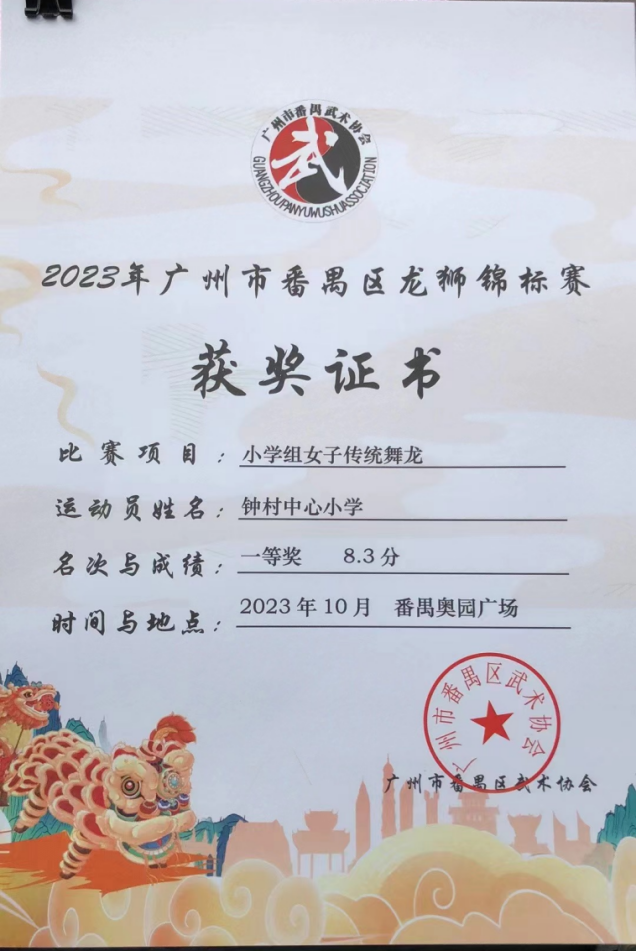 广州市番禺武术协会
武
GUANGZHOUPANYUWUSHUASSOCIATION
2023年广州市番禺区龙狮锦标赛
获奖证书
比赛项目：小学组女子传统舞龙
运动员姓名：钟村中心小学
名次与成绩：一等奖 8.3分
时间与地点：2023年10月 番禺奥园广场
广州市番禺区武术协会
广州市番禺区武术协会